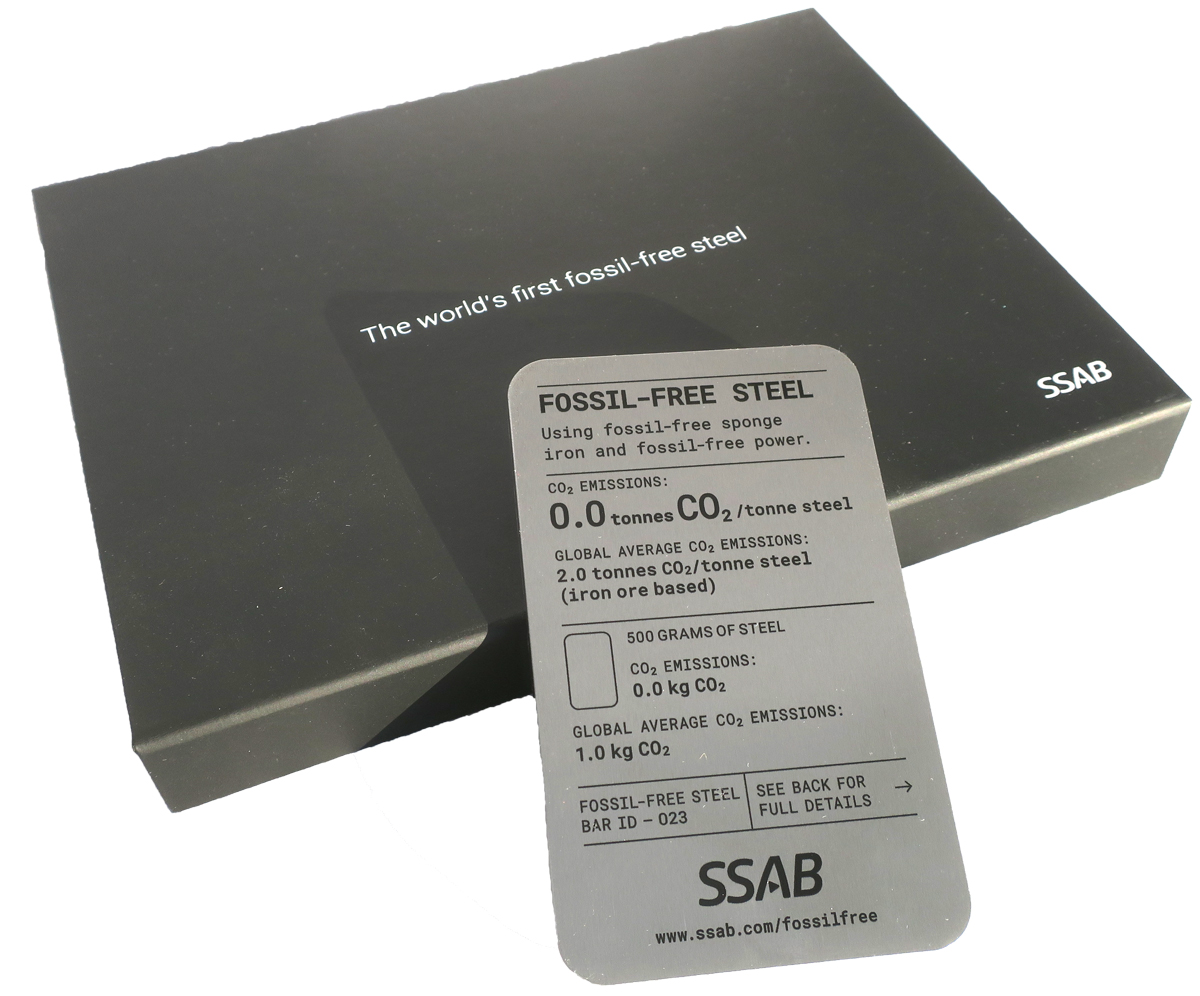 The world's first fossil-free steel
SSAB
FOSSIL-FREE STEEL
Using fossil-free sponge
iron and fossil-free power.
CO₂ EMISSIONS:
0.0 tonnes CO₂/tonne steel
GLOBAL AVERAGE CO₂ EMISSIONS:
2.0 tonnes CO₂/tonne steel
(iron ore based)
500 GRAMS OF STEEL
CO₂ EMISSIONS:
0.0 kg CO₂
GLOBAL AVERAGE CO₂ EMISSIONS:
1.0 kg CO₂
FOSSIL-FREE STEEL
BAR ID - 023
SEE BACK FOR →
FULL DETAILS
SSAB
www.ssab.com/fossilfree